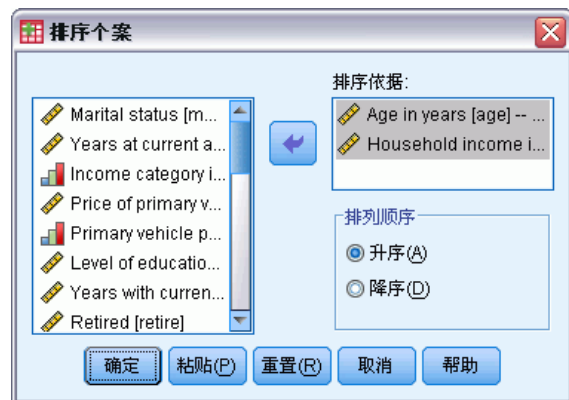 排序个案
排序依据:
Marital status [m...
Years at current a...
Income category i...
Price of primary v...
Primary vehicle p...
Level of educatio...
Years with curren...
Retired [retire]
Age in years [age] -- ...
Household income i...
排列顺序
升序(A)
降序(D)
确定
粘贴(P)
重置(R)
取消
帮助